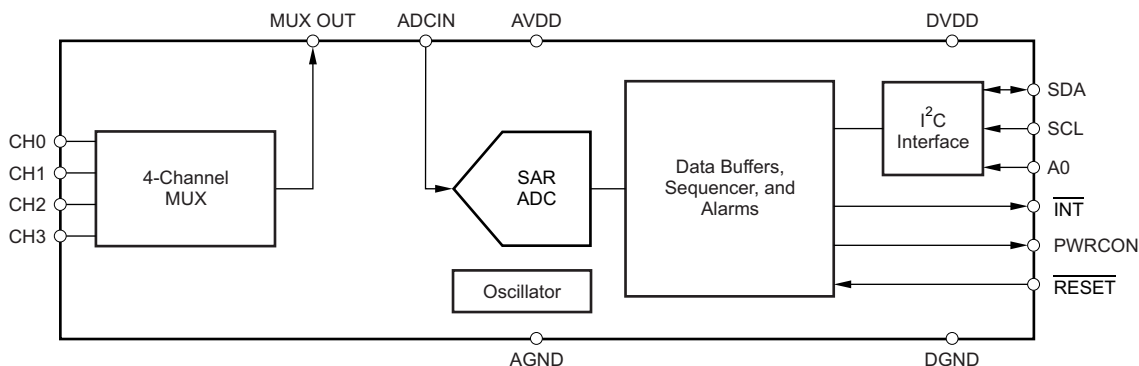 MUX OUT ADCIN AVDD DVDD
CH0
CH1
CH2
CH3
4-Channel
MUX
SAR
ADC
Oscillator
Data Buffers,
Sequencer, and
Alarms
I²C
Interface
SDA
SCL
A0
INT
PWRCON
RESET
AGND DGND